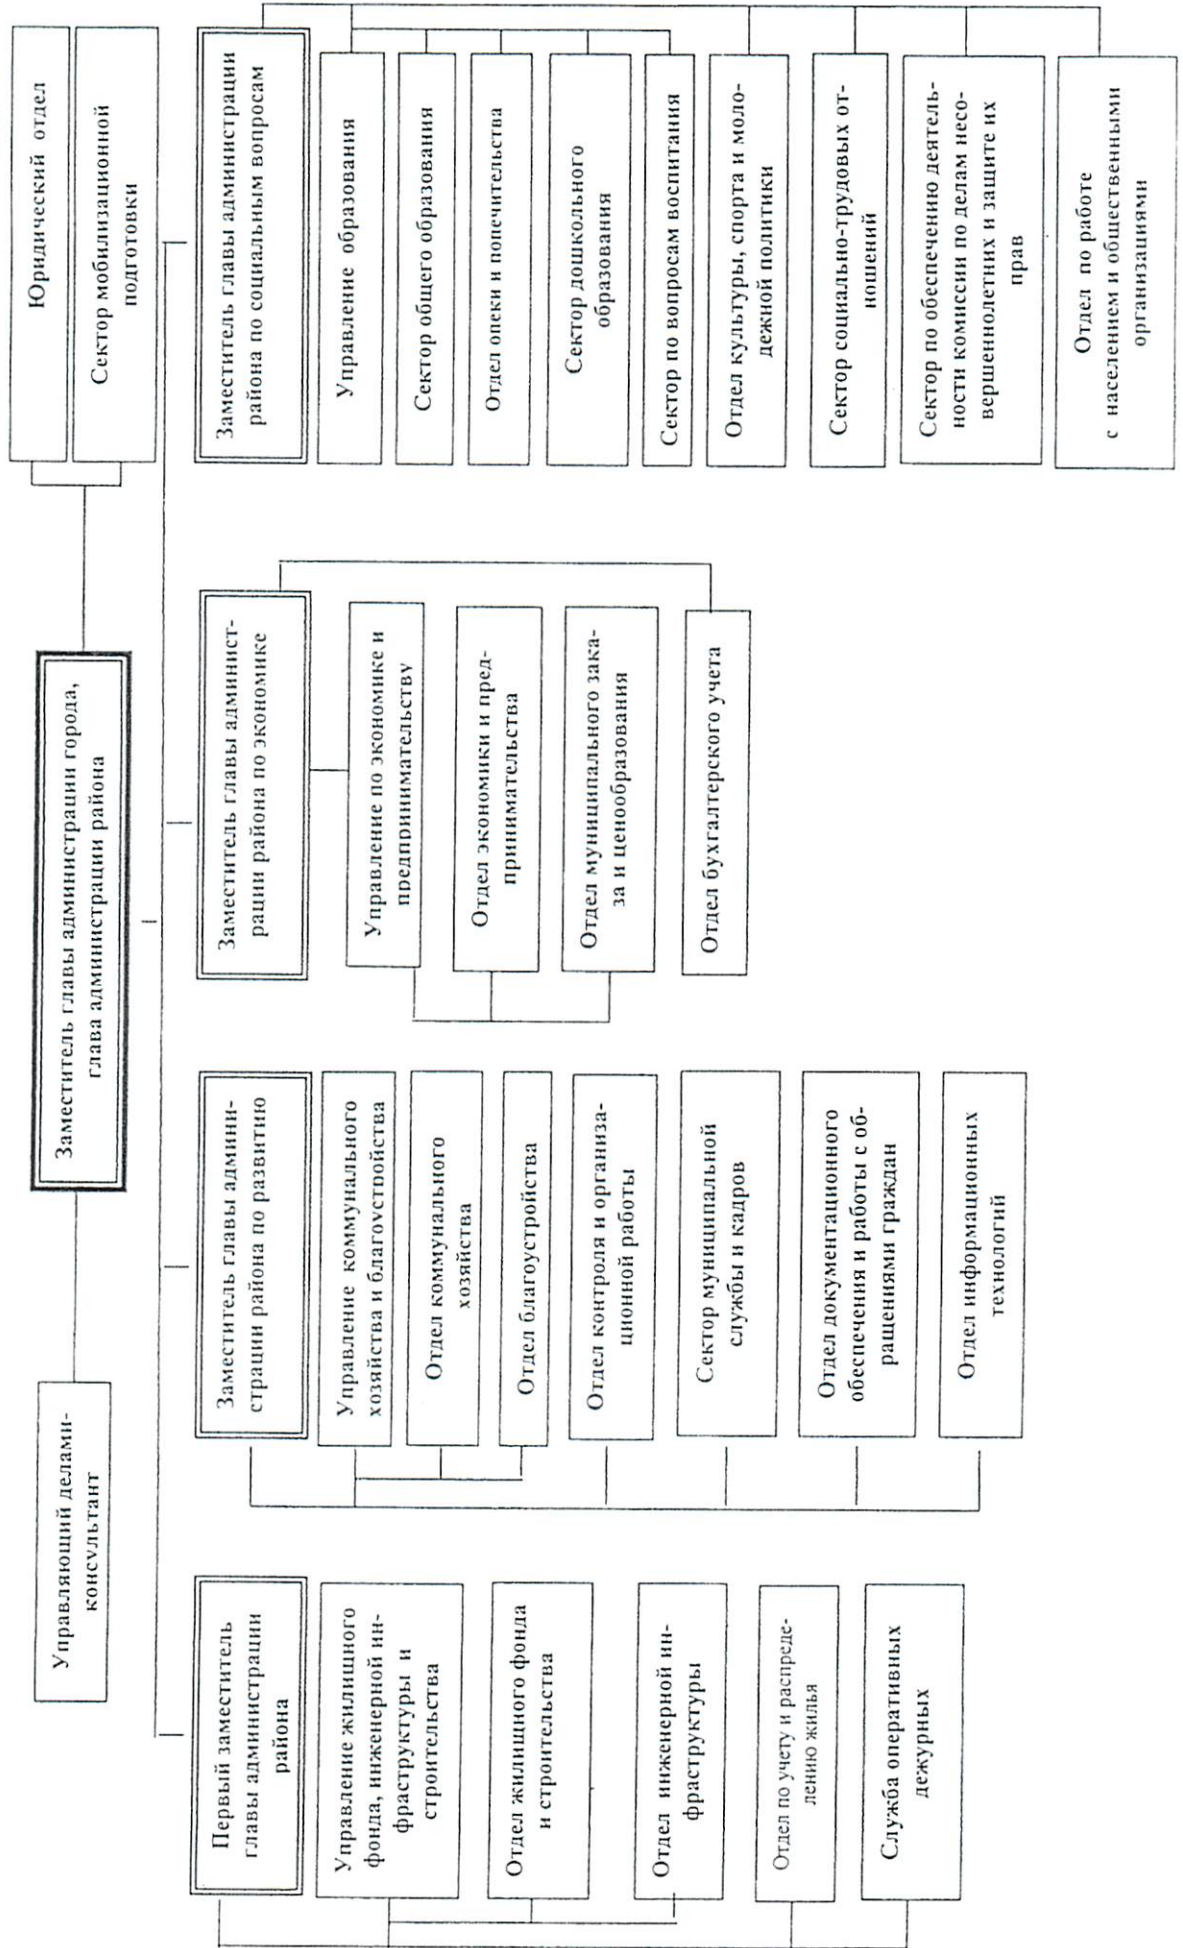 Заместитель главы администрации города,
глава администрации района
Управляющий делами-
консультант
Юридический отдел
Сектор мобилизационной
подготовки
Первый заместитель
главы администрации
района
Управление жилищного
фонда, инженерной ин-
фраструктуры и
строительства
Отдел жилищного фонда
и строительства
Отдел инженерной ин-
фраструктуры
Отдел по учету и распреде-
лению жилья
Служба оперативных
дежурных
Заместитель главы админи-
страции района по развитию
Управление коммунального
хозяйства и благоустройства
Отдел коммунального
хозяйства
Отдел благоустройства
Отдел контроля и организа-
ционной работы
Сектор муниципальной
службы и кадров
Отдел документационного
обеспечения и работы с об-
ращениями граждан
Отдел информационных
технологий
Заместитель главы админист-
рации района по экономике
Управление по экономике и
предпринимательству
Отдел экономики и пред-
принимательства
Отдел муниципального зака-
за и ценообразования
Отдел бухгалтерского учета
Заместитель главы администрации
района по социальным вопросам
Управление образования
Сектор общего образования
Отдел опеки и попечительства
Сектор дошкольного
образования
Сектор по вопросам воспитания
Отдел культуры, спорта и моло-
дежной политики
Сектор социально-трудовых от-
ношений
Сектор по обеспечению деятель-
ности комиссии по делам несо-
вершеннолетних и защите их
прав
Отдел по работе
с населением и общественными
организациями